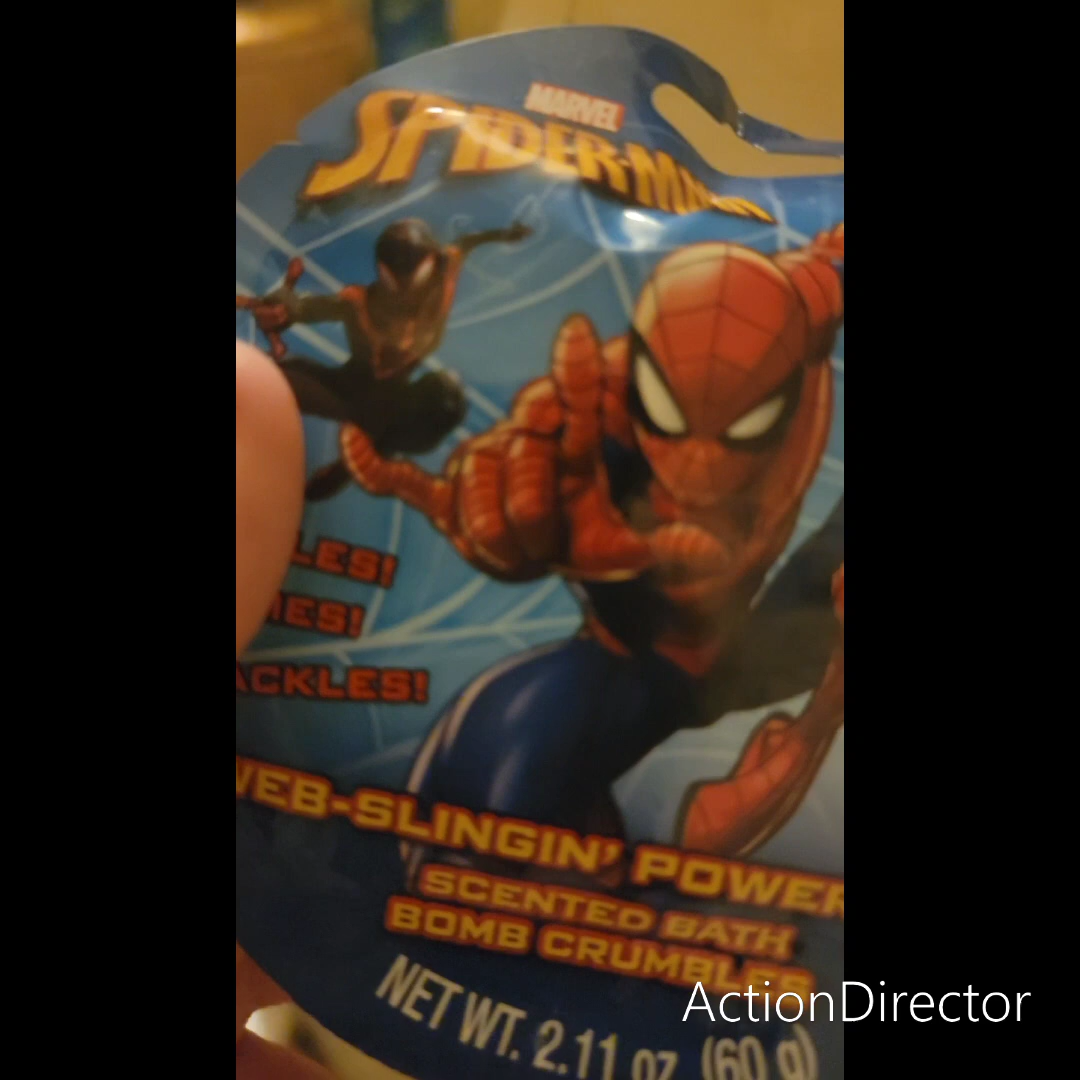 MARVEL
SPIDER-MAN
LES!
ES!
ACKLES!
WEB-SLINGIN' POWER
SCENTED BATH
BOMB CRUMBLES
NET WT. 2.11 oz (60 g)
ActionDirector